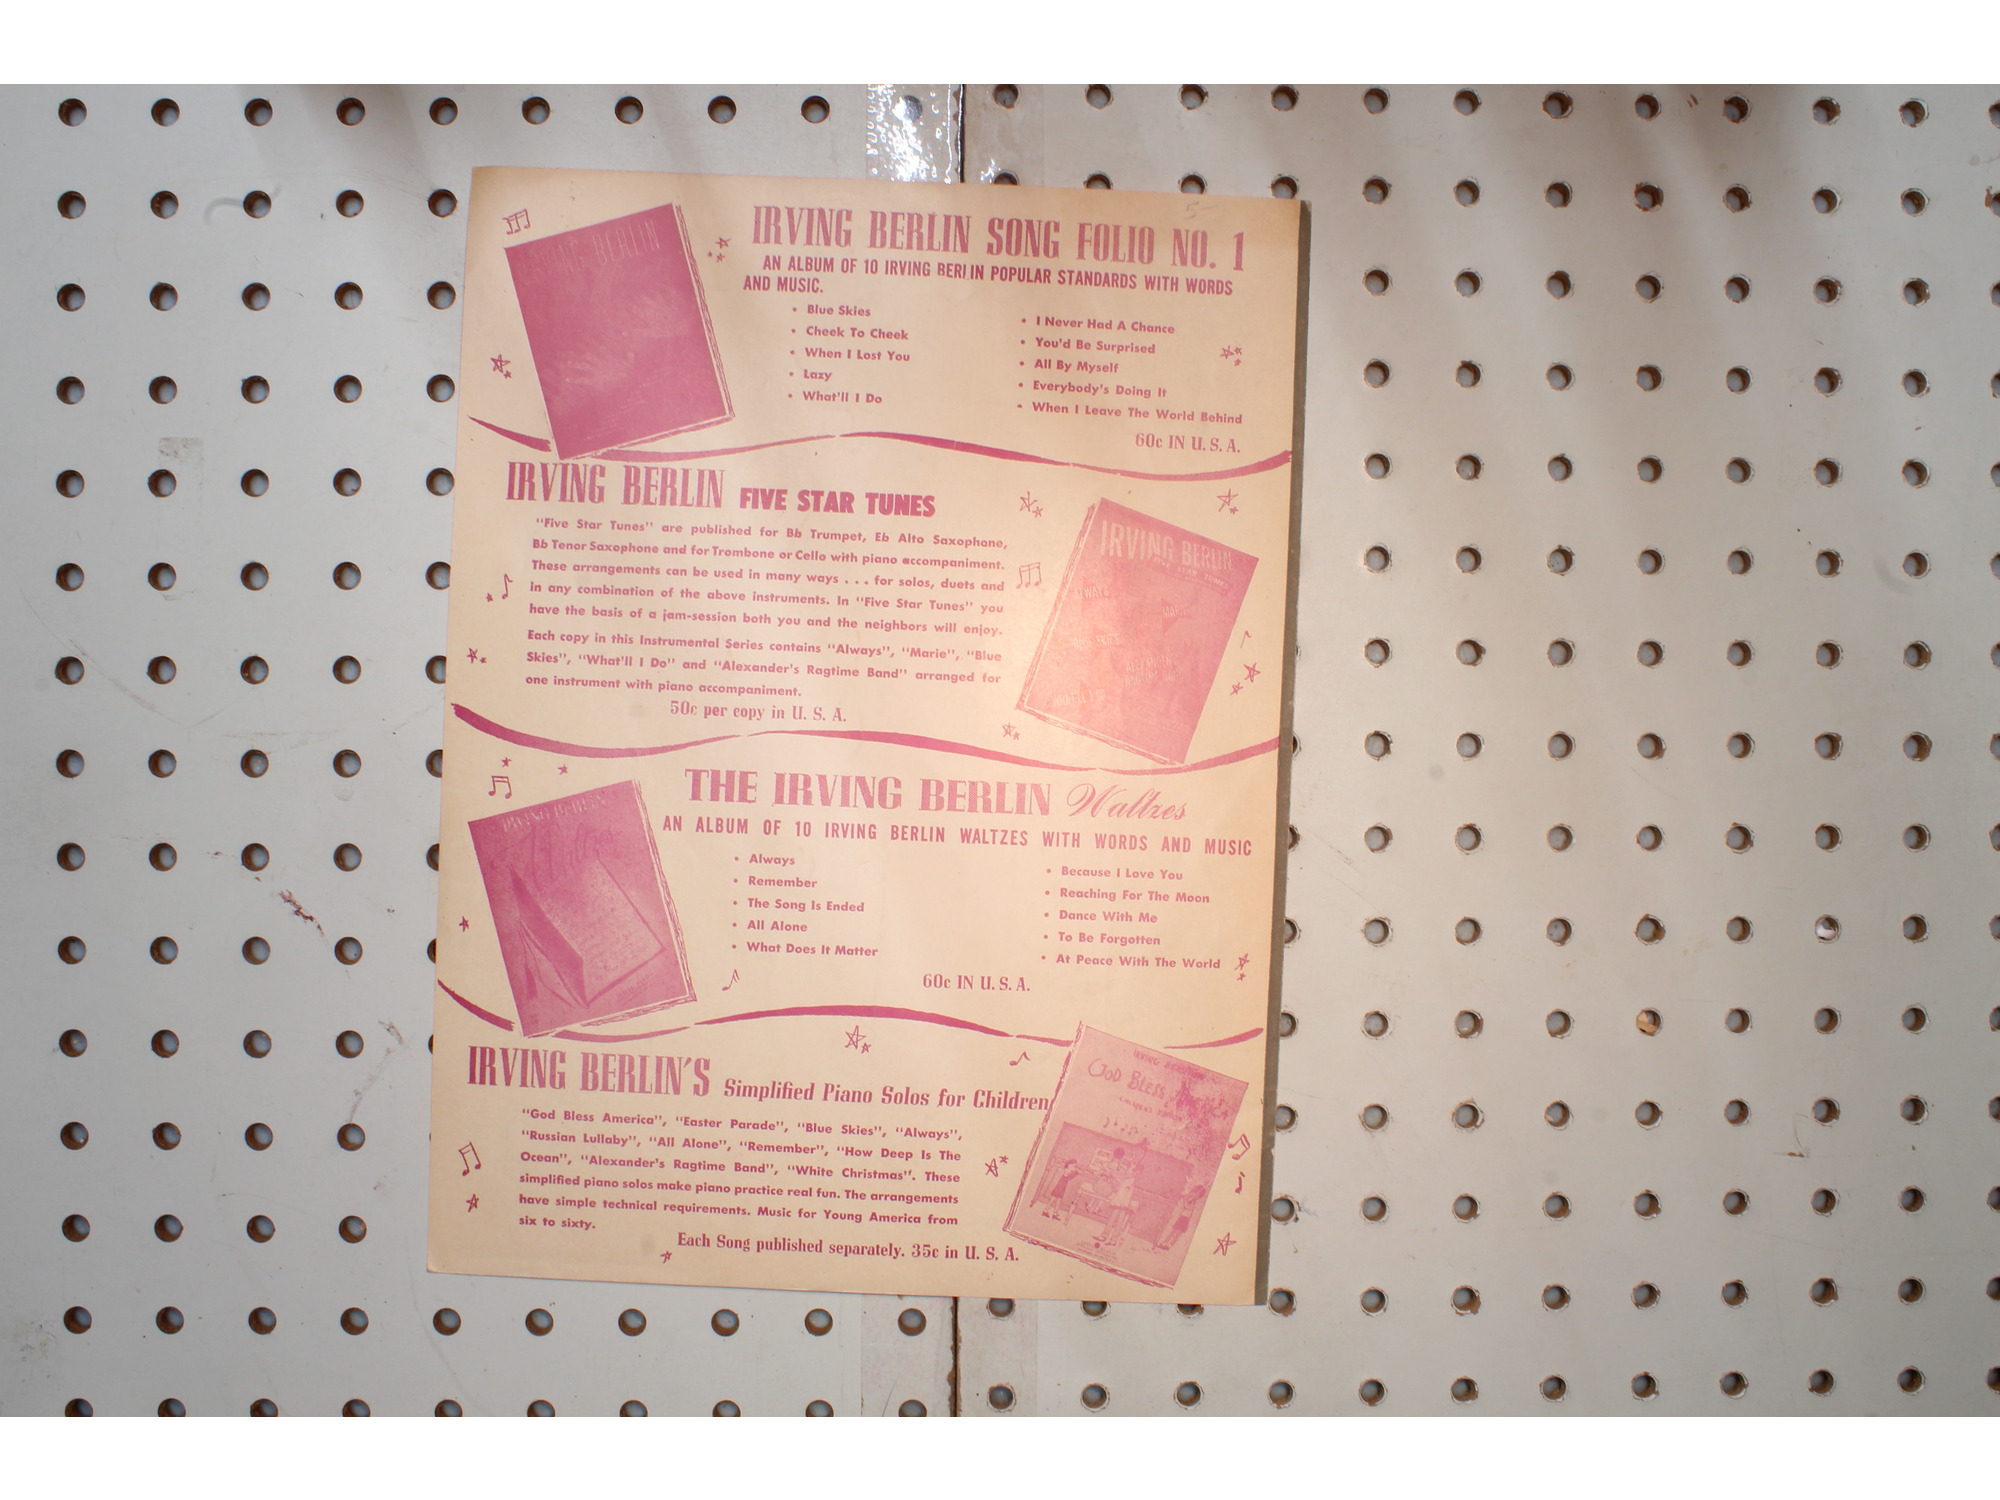 5-
IRVING BERLIN SONG FOLIO NO. 1
AN ALBUM OF 10 IRVING BERLIN POPULAR STANDARDS WITH WORDS
AND MUSIC.
• Blue Skies
• Cheek To Cheek
• When I Lost You
• Lazy
• What'll I Do
• I Never Had A Chance
• You'd Be Surprised
• All By Myself
• Everybody's Doing It
• When I Leave The World Behind
60c IN U. S. A.
IRVING BERLIN FIVE STAR TUNES
"Five Star Tunes" are published for Bb Trumpet, Eb Alto Saxophone,
Bb Tenor Saxophone and for Trombone or Cello with piano accompaniment.
These arrangements can be used in many ways . . . for solos, duets and
in any combination of the above instruments. In "Five Star Tunes" you
have the basis of a jam-session both you and the neighbors will enjoy.
Each copy in this Instrumental Series contains "Always", "Marie", "Blue
Skies", "What'll I Do" and "Alexander's Ragtime Band" arranged for
one instrument with piano accompaniment.
50c per copy in U. S. A.
IRVING BERLIN
FIVE STAR TUNES
ALWAYS
MARIE
THE IRVING BERLIN Waltzes
AN ALBUM OF 10 IRVING BERLIN WALTZES WITH WORDS AND MUSIC
• Always
• Remember
• The Song Is Ended
• All Alone
• What Does It Matter
• Because I Love You
• Reaching For The Moon
• Dance With Me
• To Be Forgotten
• At Peace With The World
60c IN U. S. A.
IRVING BERLIN
Waltzes
IRVING BERLIN'S Simplified Piano Solos for Children
"God Bless America", "Easter Parade", "Blue Skies", "Always",
"Russian Lullaby", "All Alone", "Remember", "How Deep Is The
Ocean", "Alexander's Ragtime Band", "White Christmas". These
simplified piano solos make piano practice real fun. The arrangements
have simple technical requirements. Music for Young America from
six to sixty.
Each Song published separately. 35c in U. S. A.
IRVING BERLIN'S
GOD BLESS